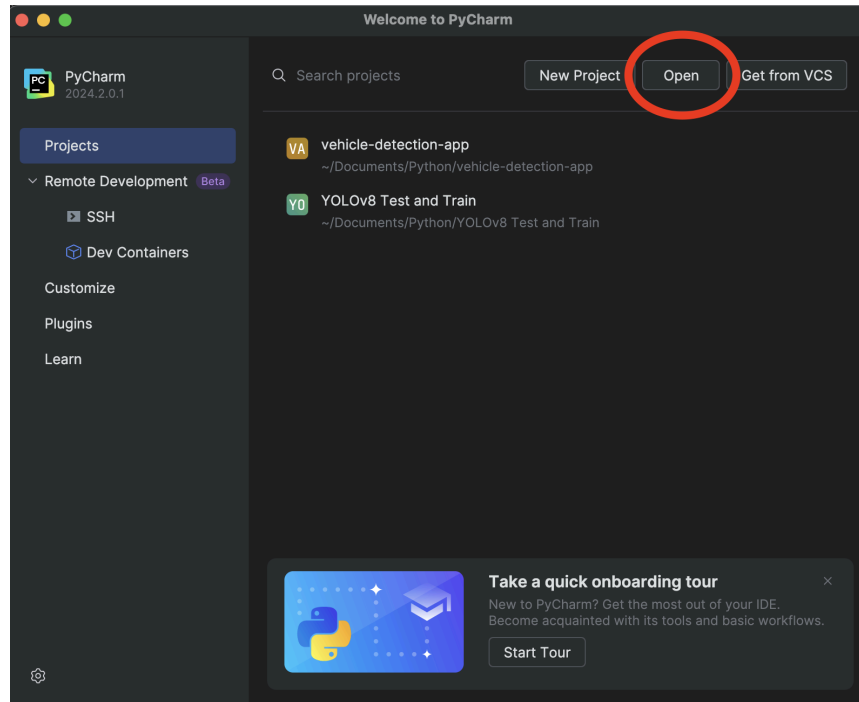 Welcome to PyCharm
PC
PyCharm
2024.2.0.1
Search projects
New Project
Open
Get from VCS
Projects
Remote Development Beta
SSH
Dev Containers
Customize
Plugins
Learn
VA
vehicle-detection-app
~/Documents/Python/vehicle-detection-app
YO
YOLOv8 Test and Train
~/Documents/Python/YOLOv8 Test and Train
Take a quick onboarding tour
New to PyCharm? Get the most out of your IDE.
Become acquainted with its tools and basic workflows.
Start Tour